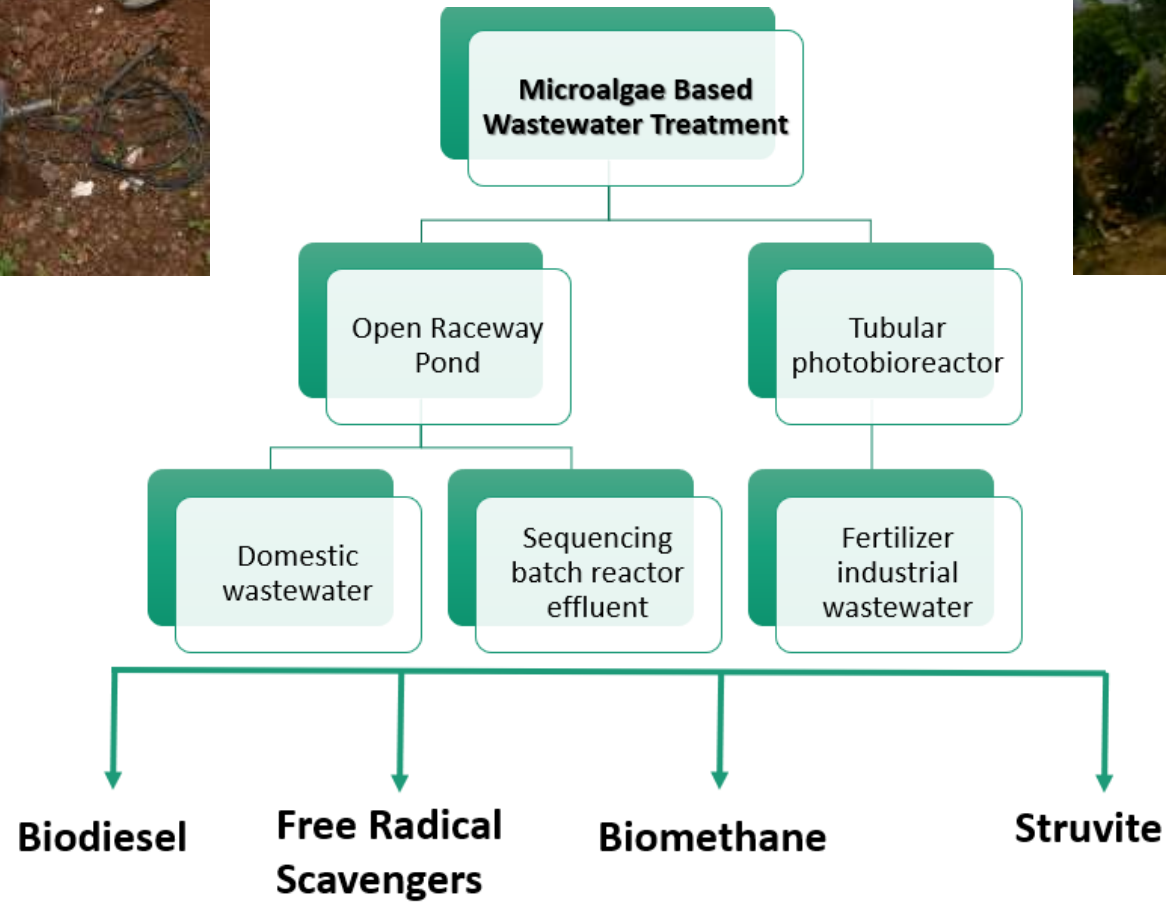 Microalgae Based
Wastewater Treatment
Open Raceway
Pond
Tubular
photobioreactor
Domestic
wastewater
Sequencing
batch reactor
effluent
Fertilizer
industrial
wastewater
Biodiesel
Free Radical
Scavengers
Biomethane
Struvite